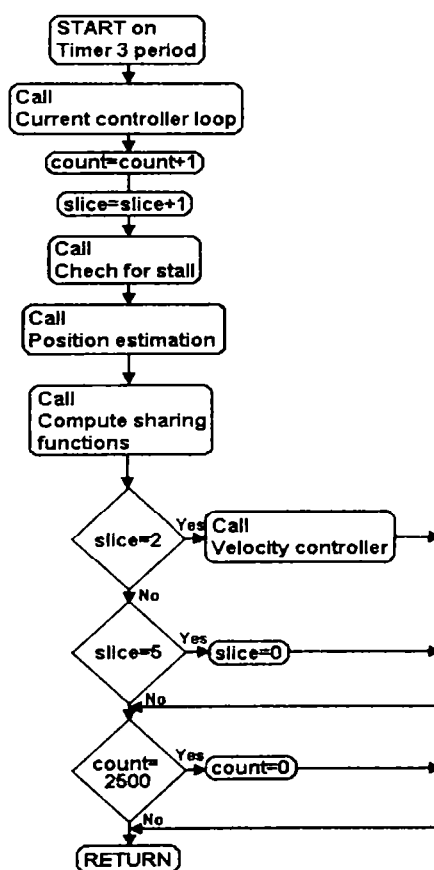 START on
Timer 3 period
Call
Current controller loop
count=count+1
slice=slice+1
Call
Chech for stall
Call
Position estimation
Call
Compute sharing
functions
slice=2
Yes
Call
Velocity controller
No
slice=5
Yes
slice=0
No
count=
2500
Yes
count=0
No
RETURN